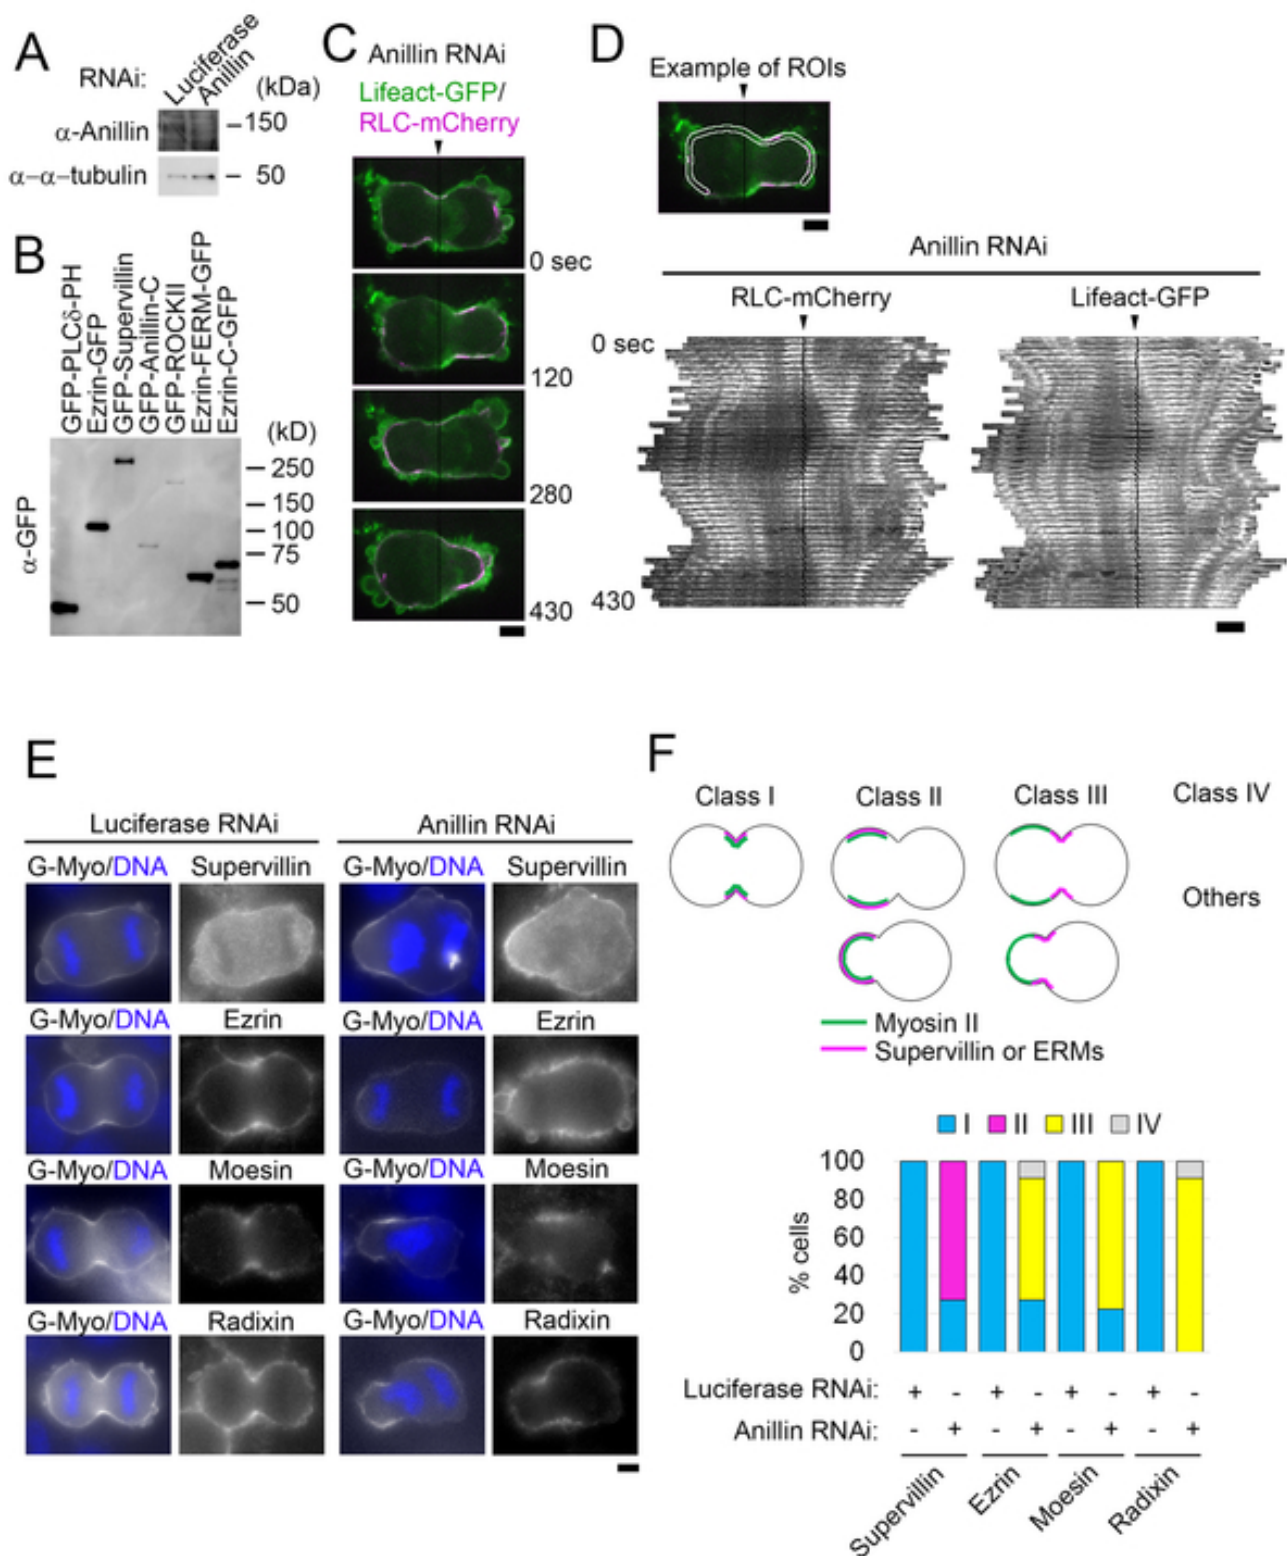 A
RNAi:
Luciferase
Anillin
(kDa)
α-Anillin
150
α-α-tubulin
50
B
GFP-PLCδ-PH
Ezrin-GFP
GFP-Supervillin
GFP-Anillin-C
GFP-ROCKII
Ezrin-FERM-GFP
Ezrin-C-GFP
(kD)
α-GFP
250
150
100
75
50
C
Anillin RNAi
Lifeact-GFP/
RLC-mCherry
0 sec
120
280
430
D
Example of ROIs
Anillin RNAi
RLC-mCherry Lifeact-GFP
0 sec
430
E
Luciferase RNAi Anillin RNAi
G-Myo/DNA Supervillin G-Myo/DNA Supervillin
G-Myo/DNA Ezrin G-Myo/DNA Ezrin
G-Myo/DNA Moesin G-Myo/DNA Moesin
G-Myo/DNA Radixin G-Myo/DNA Radixin
F
Class I Class II Class III Class IV
Others
Myosin II
Supervillin or ERMs
I II III IV
% cells
100
80
60
40
20
0
Luciferase RNAi: + - + - + - + -
Anillin RNAi: - + - + - + - +
Supervillin
Ezrin
Moesin
Radixin